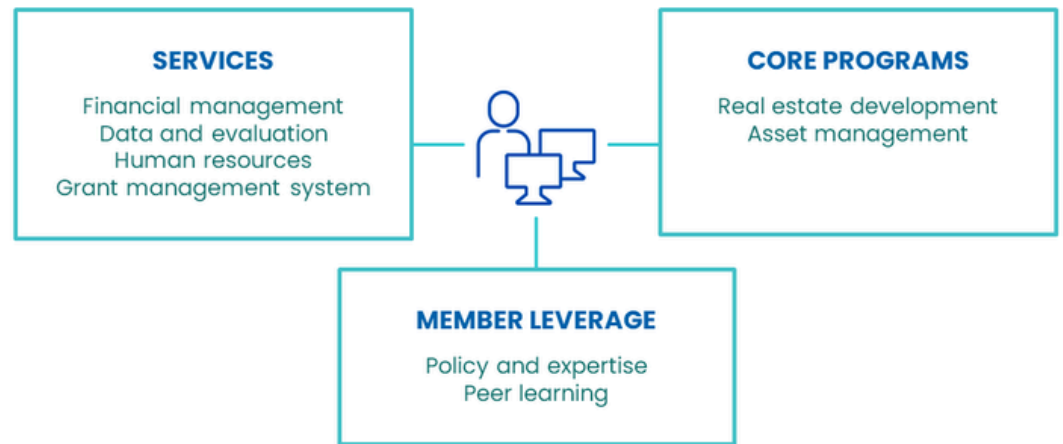 SERVICES
Financial management
Data and evaluation
Human resources
Grant management system
CORE PROGRAMS
Real estate development
Asset management
MEMBER LEVERAGE
Policy and expertise
Peer learning